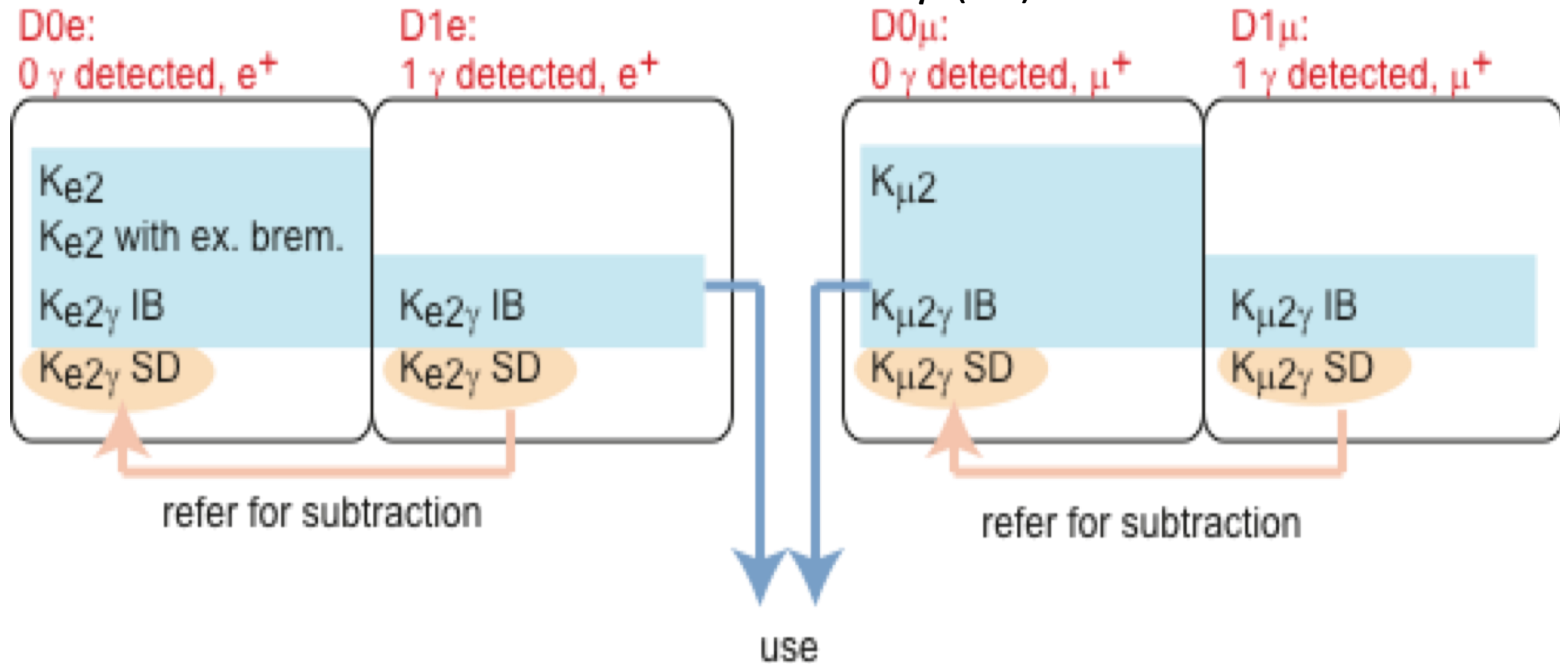 D0e:
0 γ detected, e⁺
D1e:
1 γ detected, e⁺
D0μ:
0 γ detected, μ⁺
D1μ:
1 γ detected, μ⁺
Ke2
Ke2 with ex. brem.
Ke2γ IB
Ke2γ SD
Ke2γ IB
Ke2γ SD
Kμ2
Kμ2γ IB
Kμ2γ SD
Kμ2γ IB
Kμ2γ SD
refer for subtraction
refer for subtraction
use